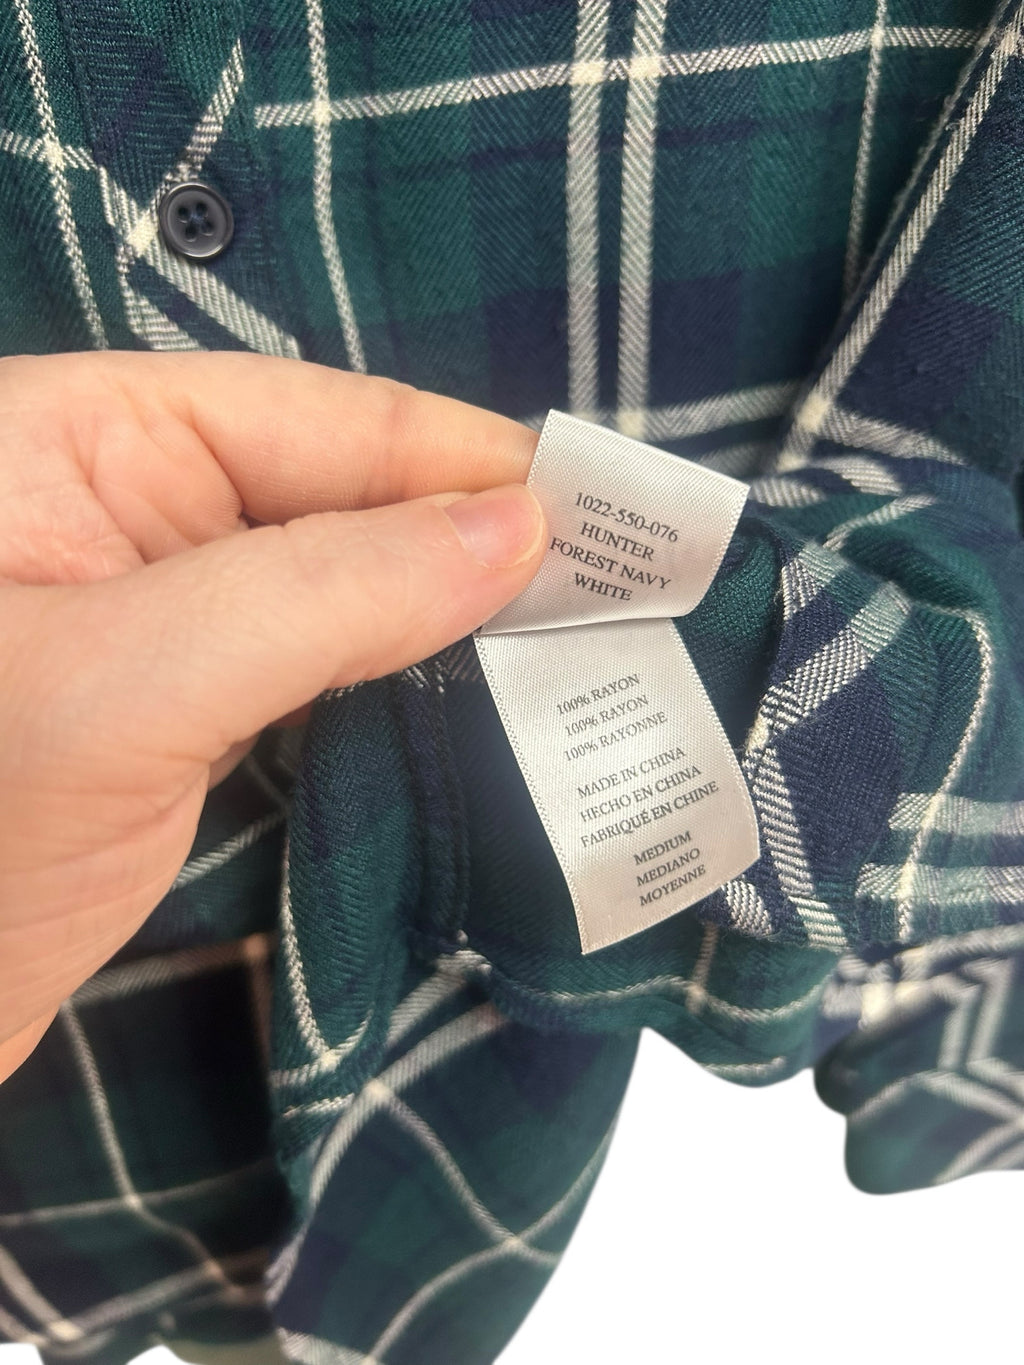 1022-550-076
HUNTER
FOREST NAVY
WHITE
100% RAYON
100% RAYON
100% RAYONNE
MADE IN CHINA
HECHO EN CHINA
FABRIQUÉ EN CHINE
MEDIUM
MEDIANO
MOYENNE